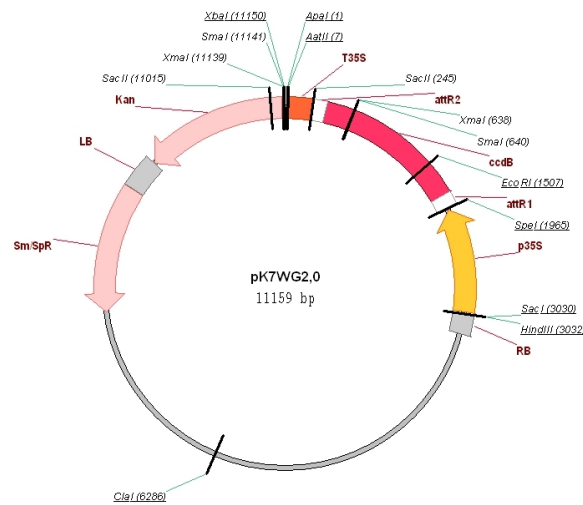 XbaI (11150)
ApaI (1)
SmaI (11141)
AatII (7)
XmaI (11139)
T35S
SacII (11015)
SacII (245)
Kan
attR2
XmaI (638)
SmaI (640)
LB
ccdB
EcoRI (1507)
attR1
SpeI (1965)
Sm/SpR
p35S
pK7WG2,0
11159 bp
SacI (3030)
HindIII (3032)
RB
ClaI (6286)